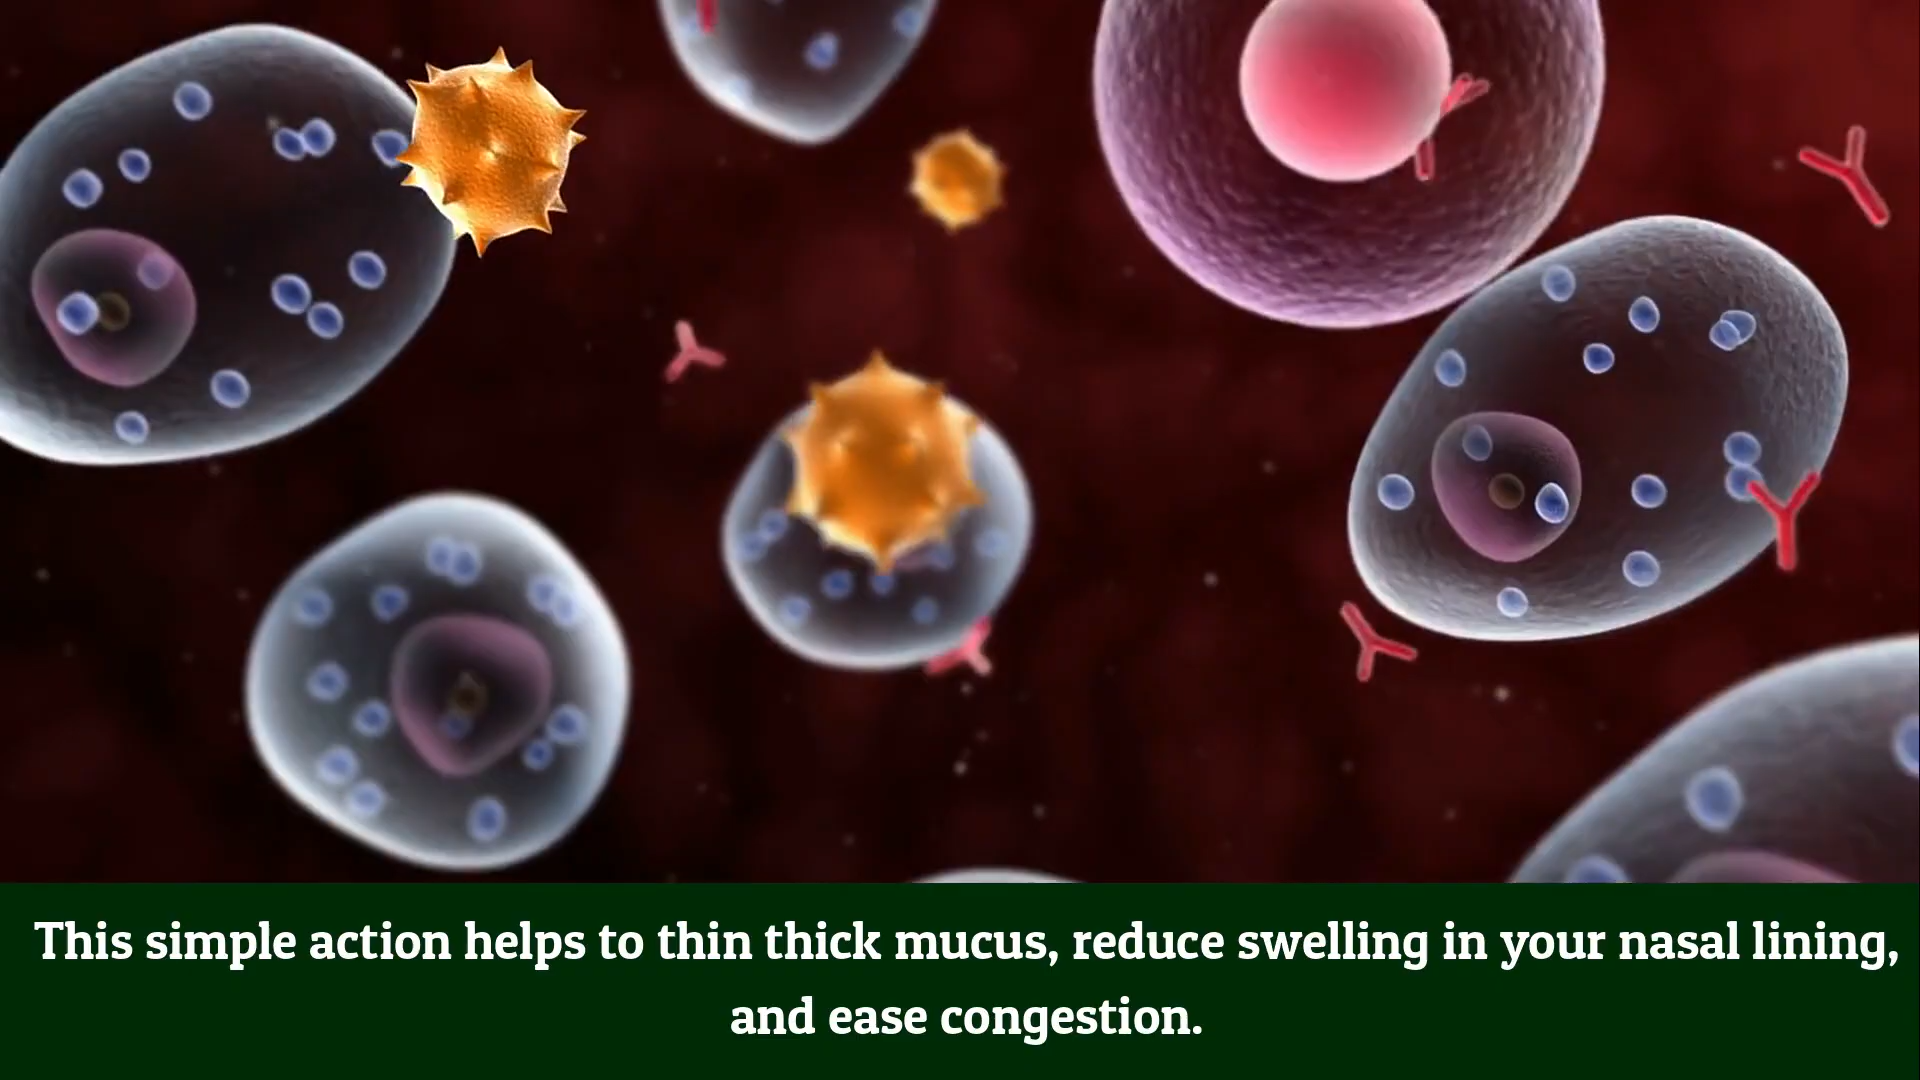 This simple action helps to thin thick mucus, reduce swelling in your nasal lining,
and ease congestion.